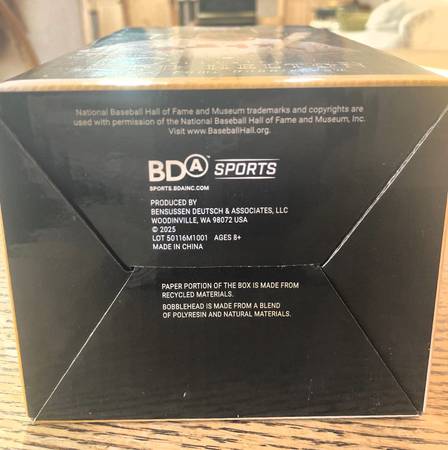 National Baseball Hall of Fame and Museum trademarks and copyrights are
used with permission of the National Baseball Hall of Fame and Museum, Inc.
Visit www.BaseballHall.org.
BDA™ SPORTS
SPORTS.BDAINC.COM
PRODUCED BY
BENSUSSEN DEUTSCH & ASSOCIATES, LLC
WOODINVILLE, WA 98072 USA
© 2025
LOT 50116M1001 AGES 8+
MADE IN CHINA
PAPER PORTION OF THE BOX IS MADE FROM
RECYCLED MATERIALS.
BOBBLEHEAD IS MADE FROM A BLEND
OF POLYRESIN AND NATURAL MATERIALS.